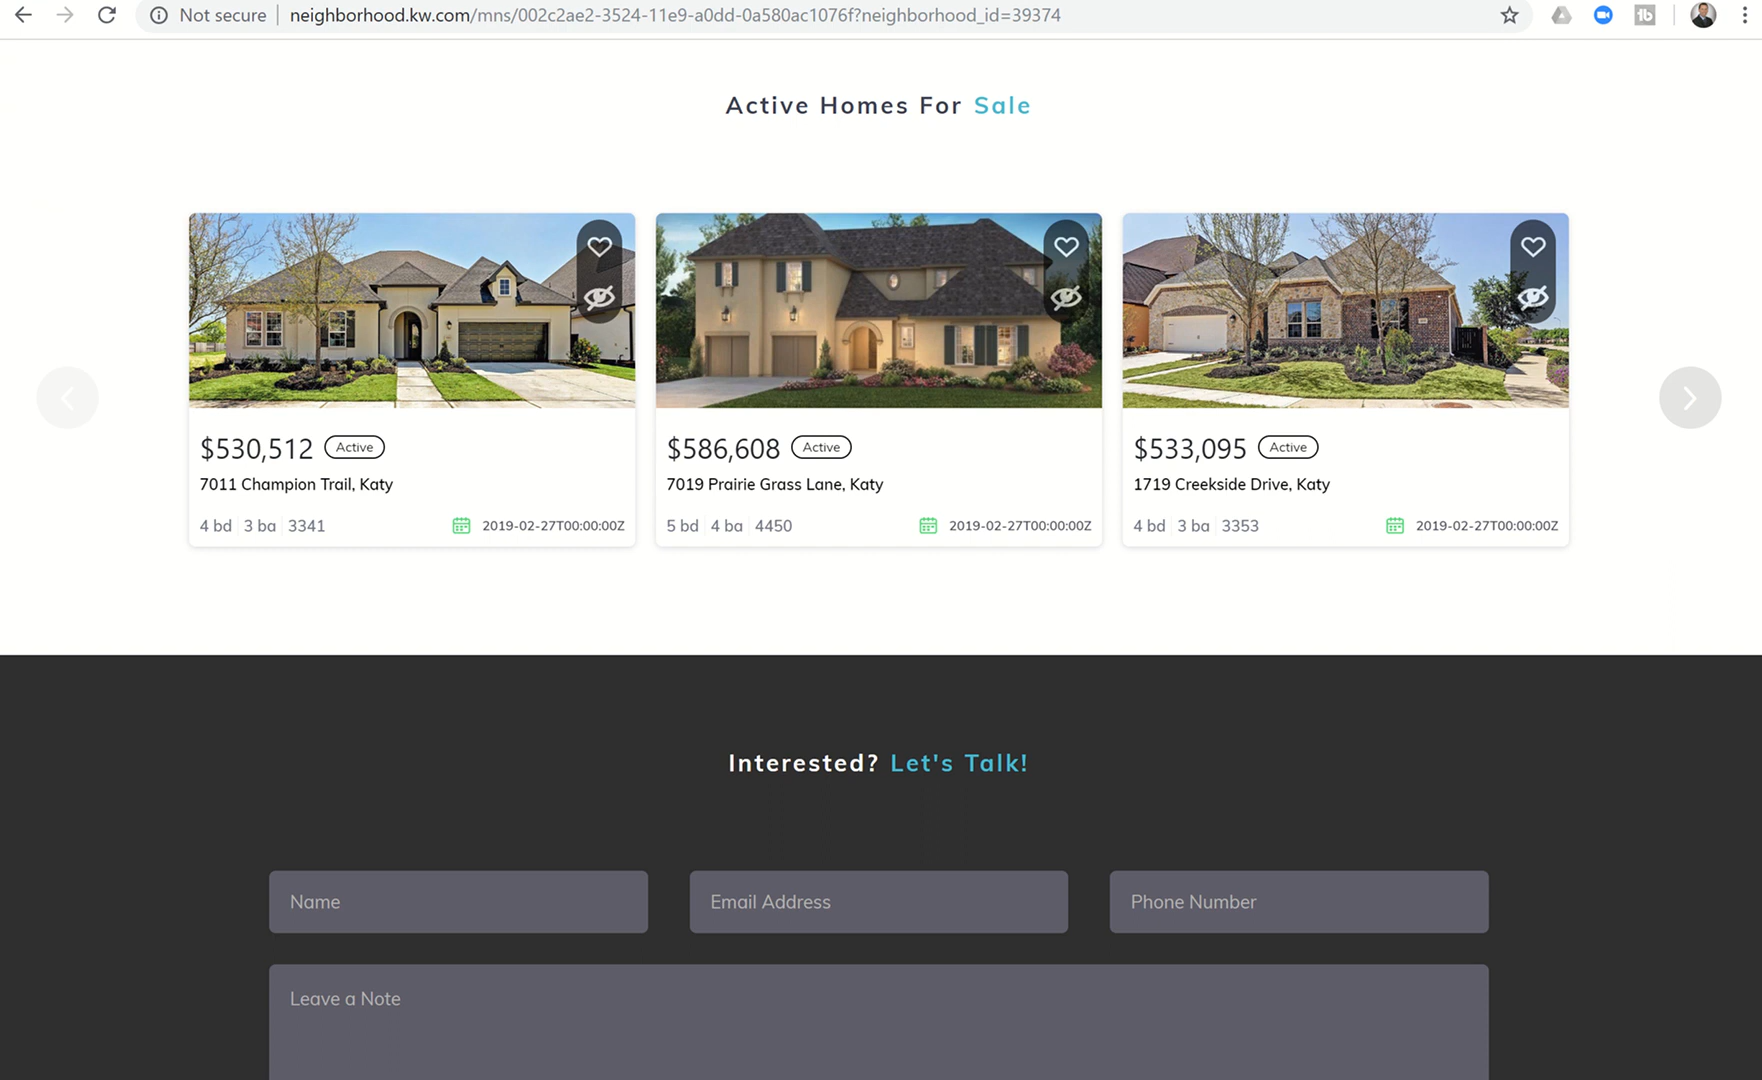 Not secure neighborhood.kw.com/mns/002c2ae2-3524-11e9-a0dd-0a580ac1076f?neighborhood_id=39374
Active Homes For Sale
$530,512 Active
7011 Champion Trail, Katy
4 bd 3 ba 3341 2019-02-27T00:00:00Z
$586,608 Active
7019 Prairie Grass Lane, Katy
5 bd 4 ba 4450 2019-02-27T00:00:00Z
$533,095 Active
1719 Creekside Drive, Katy
4 bd 3 ba 3353 2019-02-27T00:00:00Z
Interested? Let's Talk!
Name
Email Address
Phone Number
Leave a Note